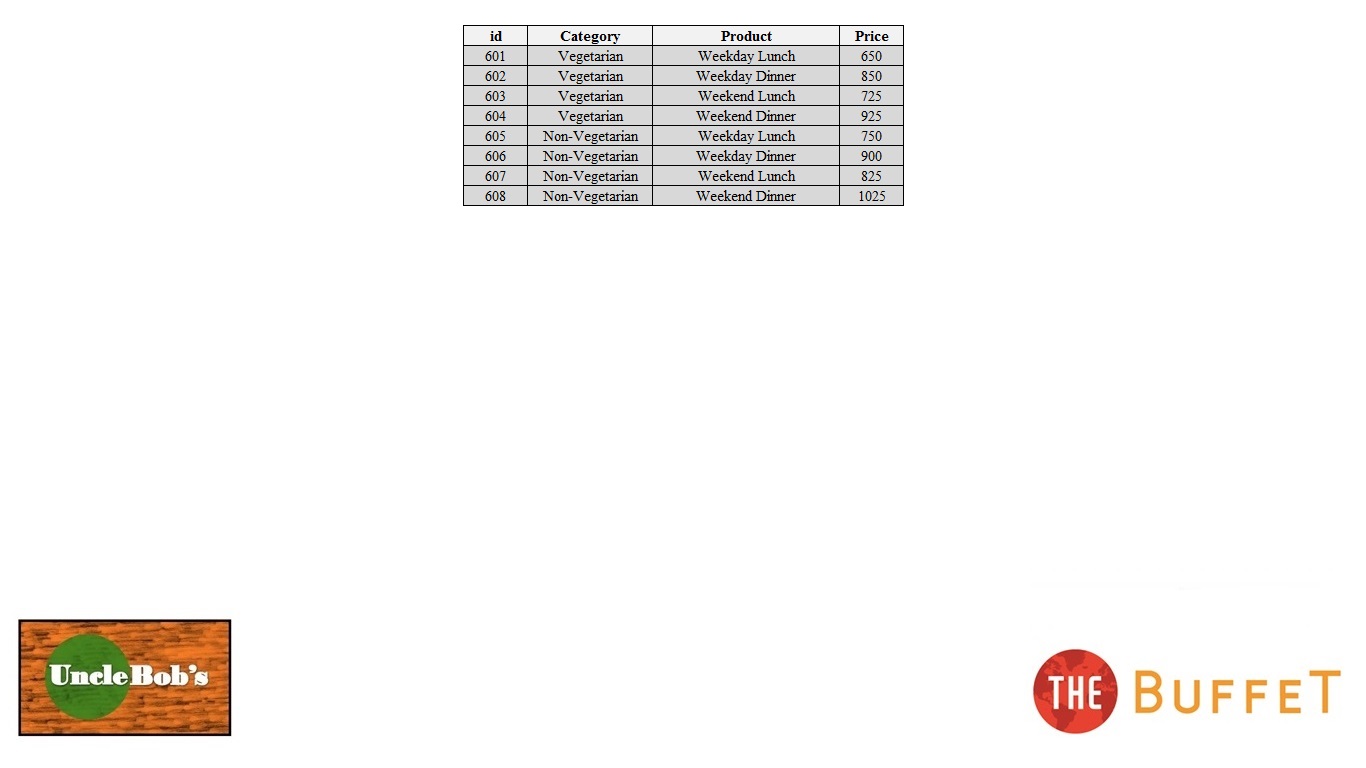 id Category Product Price
601 Vegetarian Weekday Lunch 650
602 Vegetarian Weekday Dinner 850
603 Vegetarian Weekend Lunch 725
604 Vegetarian Weekend Dinner 925
605 Non-Vegetarian Weekday Lunch 750
606 Non-Vegetarian Weekday Dinner 900
607 Non-Vegetarian Weekend Lunch 825
608 Non-Vegetarian Weekend Dinner 1025
Uncle Bob's
THE BUFFET